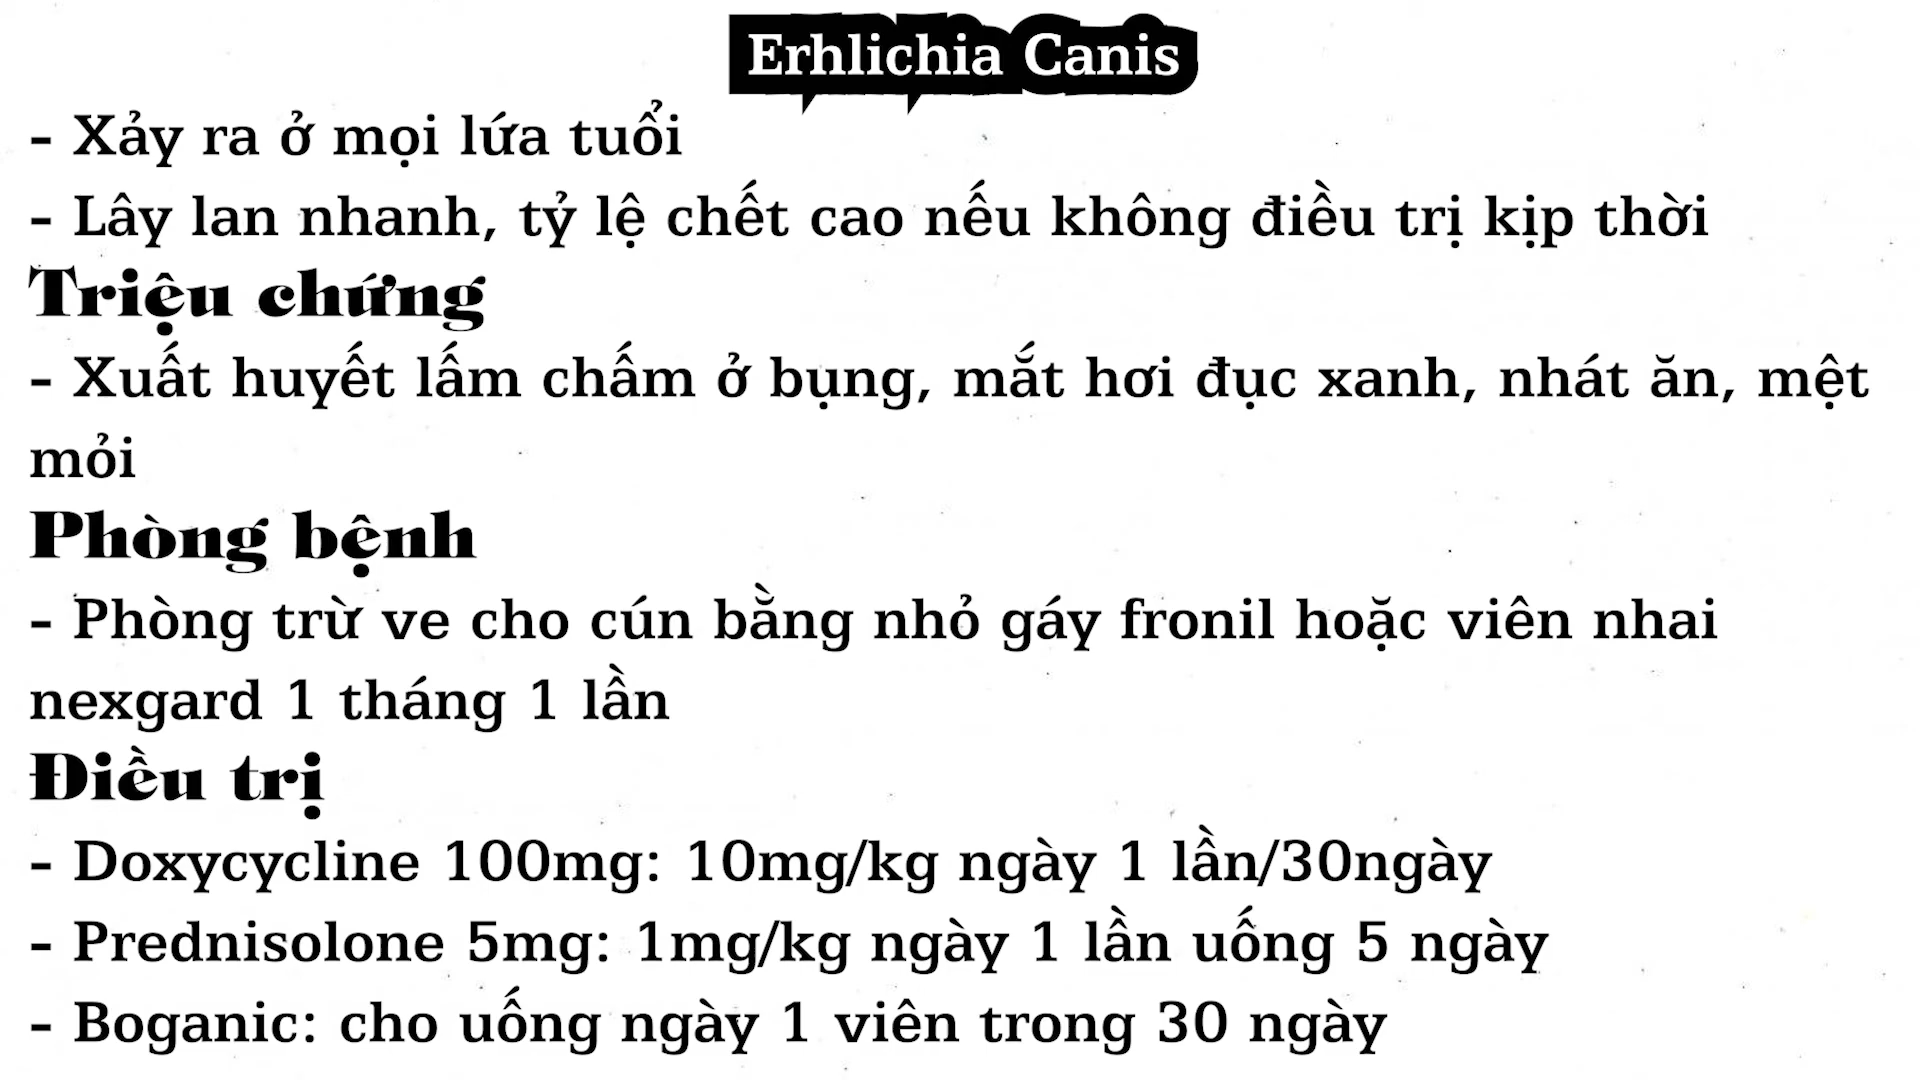 Erhlichia Canis
- Xảy ra ở mọi lứa tuổi
- Lây lan nhanh, tỷ lệ chết cao nếu không điều trị kịp thời
Triệu chứng
- Xuất huyết lấm chấm ở bụng, mắt hơi đục xanh, nhát ăn, mệt
mỏi
Phòng bệnh
- Phòng trừ ve cho cún bằng nhỏ gáy fronil hoặc viên nhai
nexgard 1 tháng 1 lần
Điều trị
- Doxycycline 100mg: 10mg/kg ngày 1 lần/30ngày
- Prednisolone 5mg: 1mg/kg ngày 1 lần uống 5 ngày
- Boganic: cho uống ngày 1 viên trong 30 ngày